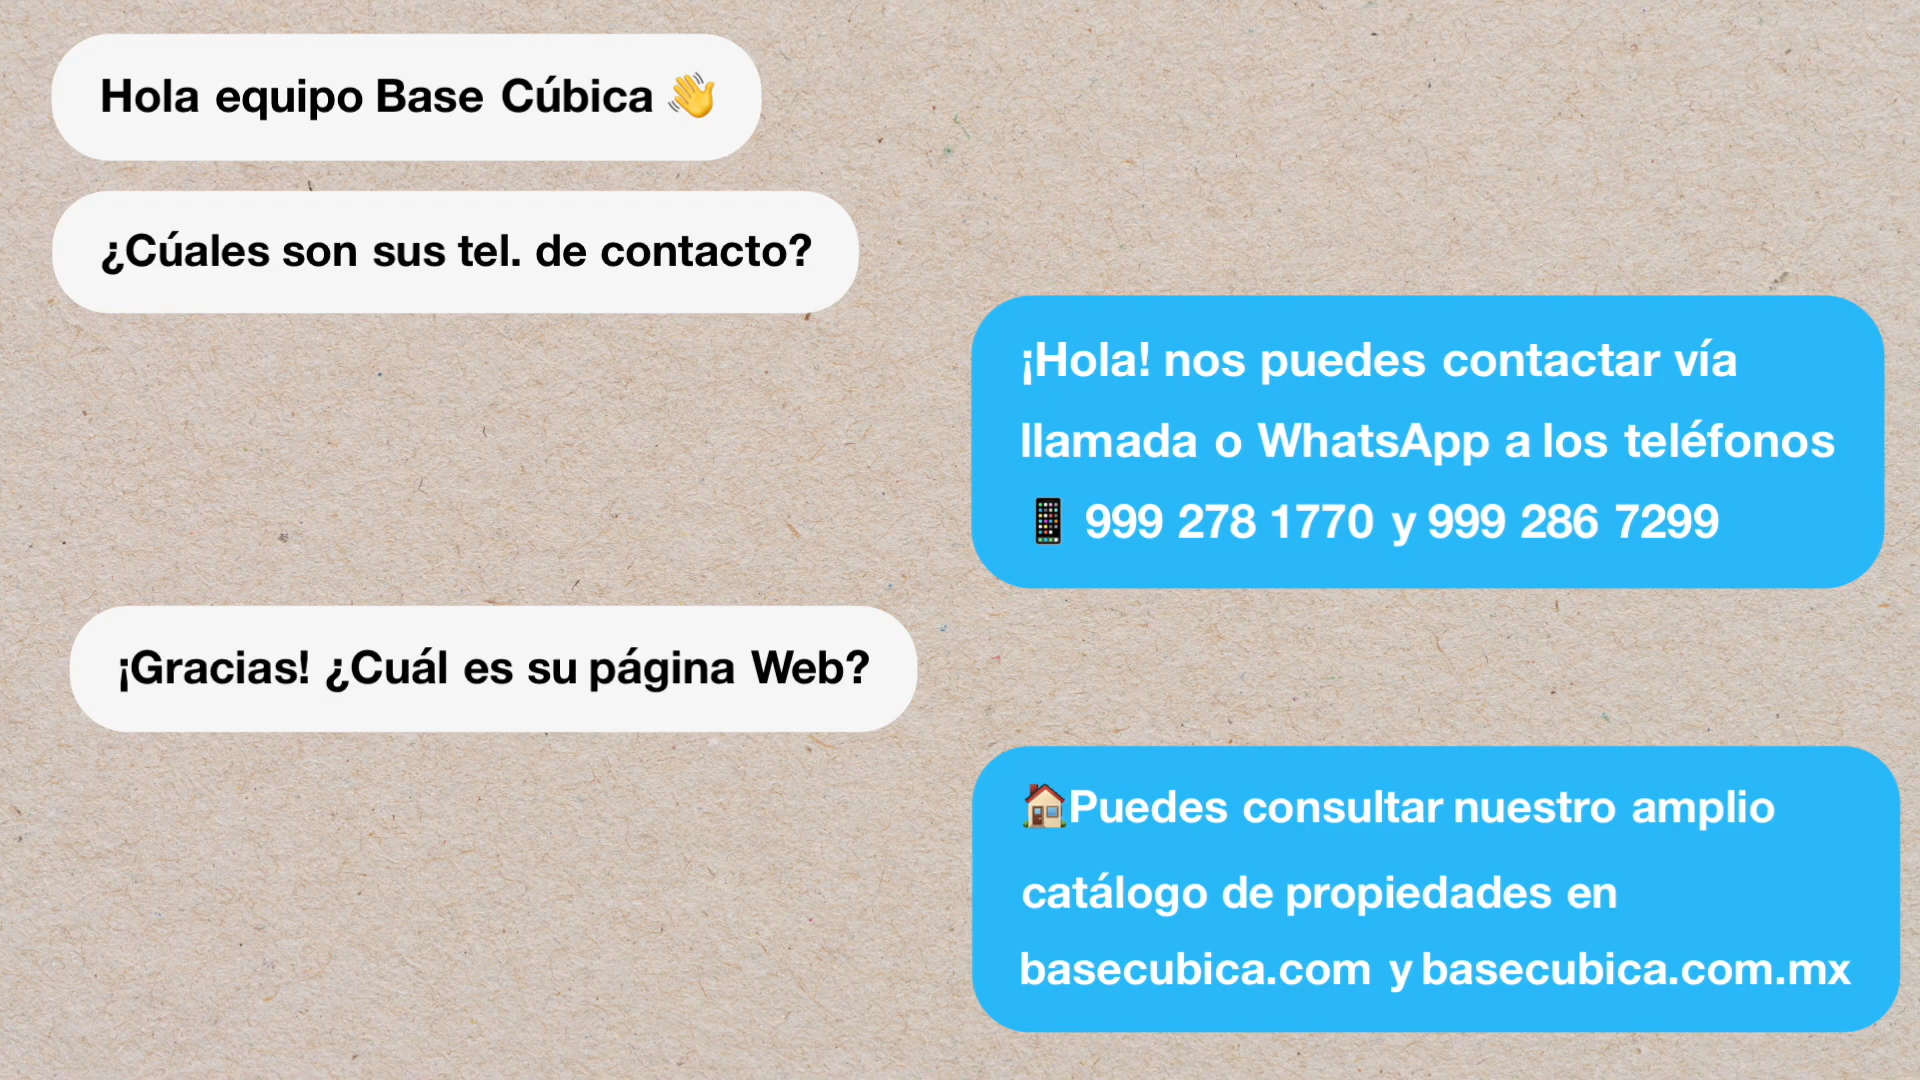 Hola equipo Base Cúbica 👋
¿Cúales son sus tel. de contacto?
¡Hola! nos puedes contactar vía
llamada o WhatsApp a los teléfonos
📱 999 278 1770 y 999 286 7299
¡Gracias! ¿Cuál es su página Web?
🏠Puedes consultar nuestro amplio
catálogo de propiedades en
basecubica.com y basecubica.com.mx